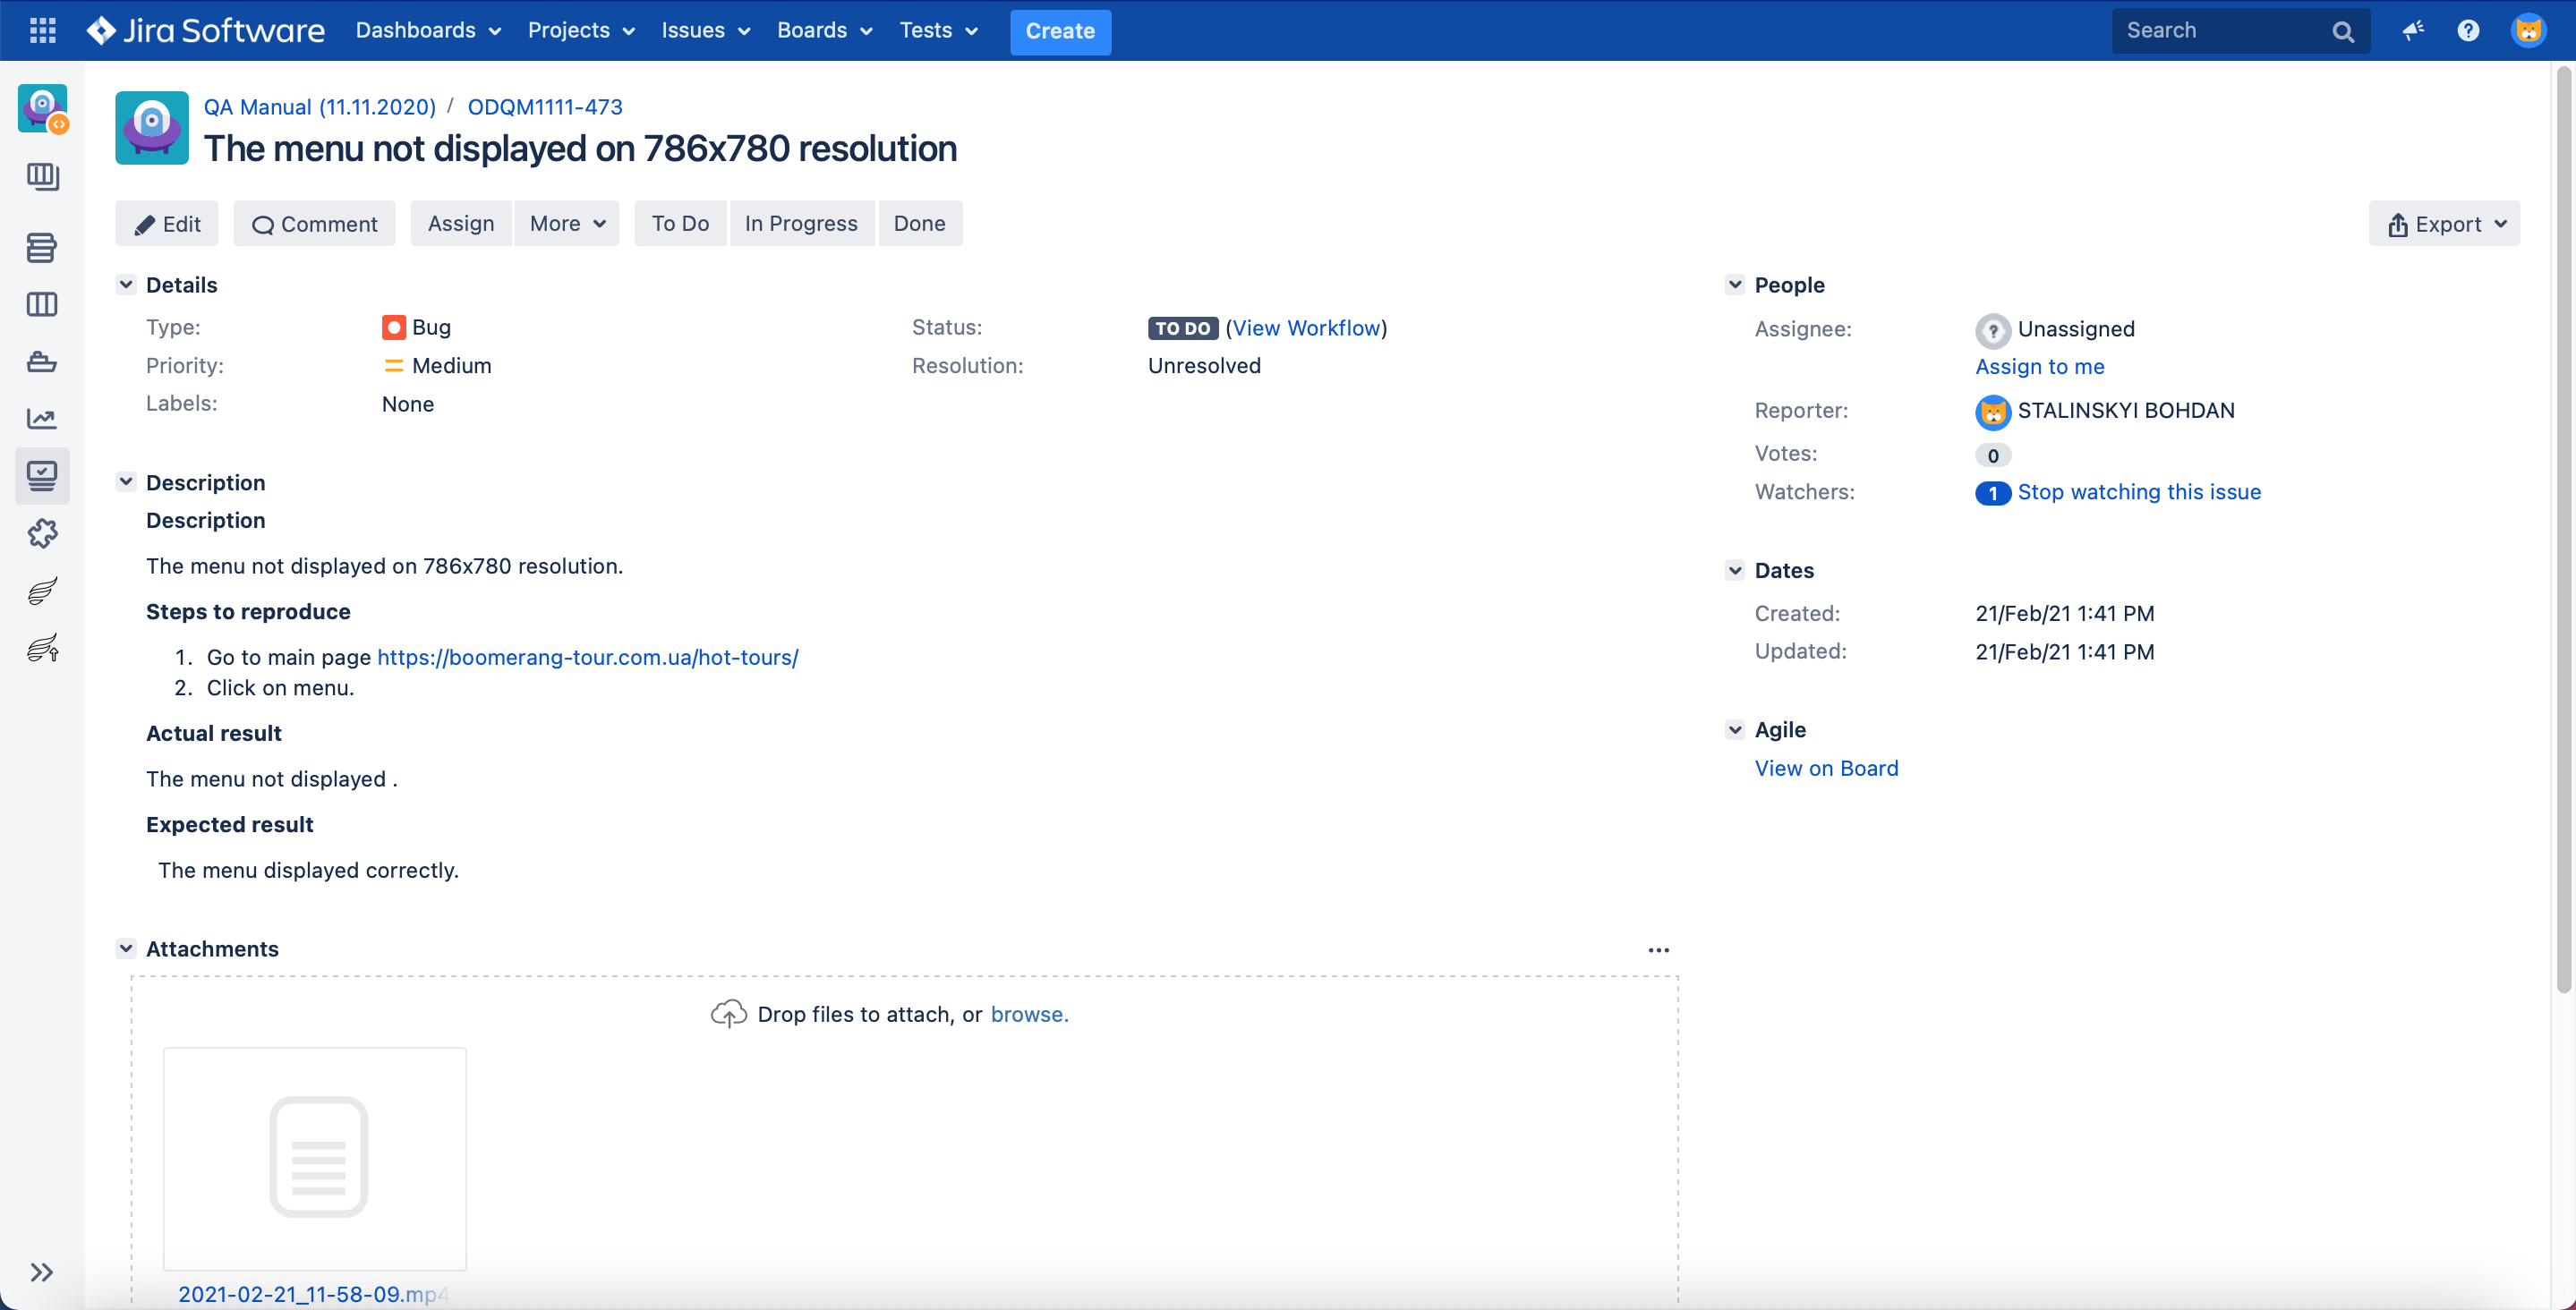 Jira Software Dashboards Projects Issues Boards Tests Create Search
QA Manual (11.11.2020) / ODQM1111-473
The menu not displayed on 786x780 resolution
Edit Comment Assign More To Do In Progress Done Export
Details
Type: Bug Status: TO DO (View Workflow)
Priority: Medium Resolution: Unresolved
Labels: None
Description
Description
The menu not displayed on 786x780 resolution.
Steps to reproduce
1. Go to main page https://boomerang-tour.com.ua/hot-tours/
2. Click on menu.
Actual result
The menu not displayed .
Expected result
The menu displayed correctly.
Attachments
Drop files to attach, or browse.
2021-02-21_11-58-09.mp4
People
Assignee: Unassigned
Assign to me
Reporter: STALINSKYI BOHDAN
Votes: 0
Watchers: 1 Stop watching this issue
Dates
Created: 21/Feb/21 1:41 PM
Updated: 21/Feb/21 1:41 PM
Agile
View on Board